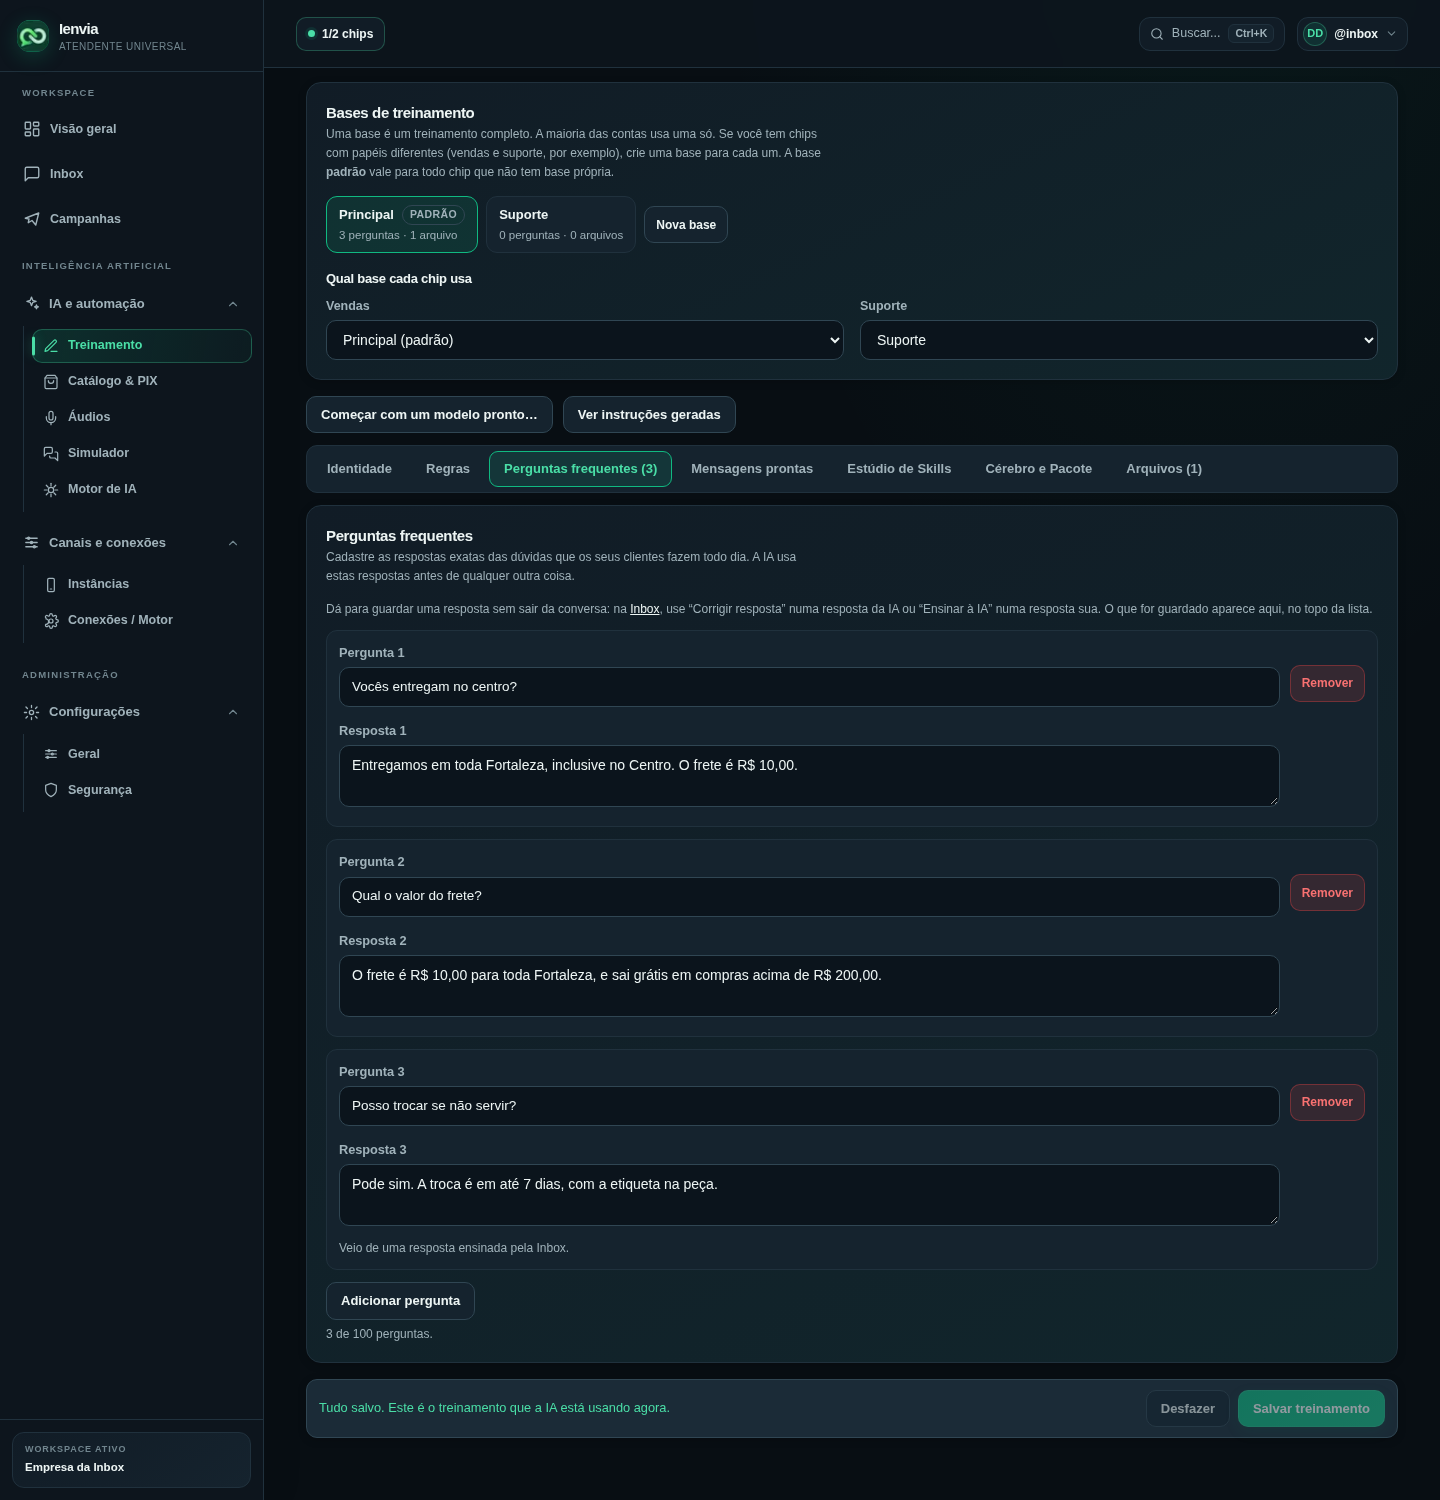 Ienvia
ATENDENTE UNIVERSAL
1/2 chips
Buscar... Ctrl+K
DD @inbox
WORKSPACE
Visão geral
Inbox
Campanhas
INTELIGÊNCIA ARTIFICIAL
IA e automação
Treinamento
Catálogo & PIX
Áudios
Simulador
Motor de IA
Canais e conexões
Instâncias
Conexões / Motor
ADMINISTRAÇÃO
Configurações
Geral
Segurança
WORKSPACE ATIVO
Empresa da Inbox
Bases de treinamento
Uma base é um treinamento completo. A maioria das contas usa uma só. Se você tem chips
com papéis diferentes (vendas e suporte, por exemplo), crie uma base para cada um. A base
padrão vale para todo chip que não tem base própria.
Principal PADRÃO
3 perguntas · 1 arquivo
Suporte
0 perguntas · 0 arquivos
Nova base
Qual base cada chip usa
Vendas
Principal (padrão)
Suporte
Suporte
Começar com um modelo pronto…
Ver instruções geradas
Identidade
Regras
Perguntas frequentes (3)
Mensagens prontas
Estúdio de Skills
Cérebro e Pacote
Arquivos (1)
Perguntas frequentes
Cadastre as respostas exatas das dúvidas que os seus clientes fazem todo dia. A IA usa
estas respostas antes de qualquer outra coisa.
Dá para guardar uma resposta sem sair da conversa: na Inbox, use “Corrigir resposta” numa resposta da IA ou “Ensinar à IA” numa resposta sua. O que for guardado aparece aqui, no topo da lista.
Pergunta 1
Vocês entregam no centro?
Remover
Resposta 1
Entregamos em toda Fortaleza, inclusive no Centro. O frete é R$ 10,00.
Pergunta 2
Qual o valor do frete?
Remover
Resposta 2
O frete é R$ 10,00 para toda Fortaleza, e sai grátis em compras acima de R$ 200,00.
Pergunta 3
Posso trocar se não servir?
Remover
Resposta 3
Pode sim. A troca é em até 7 dias, com a etiqueta na peça.
Veio de uma resposta ensinada pela Inbox.
Adicionar pergunta
3 de 100 perguntas.
Tudo salvo. Este é o treinamento que a IA está usando agora.
Desfazer
Salvar treinamento